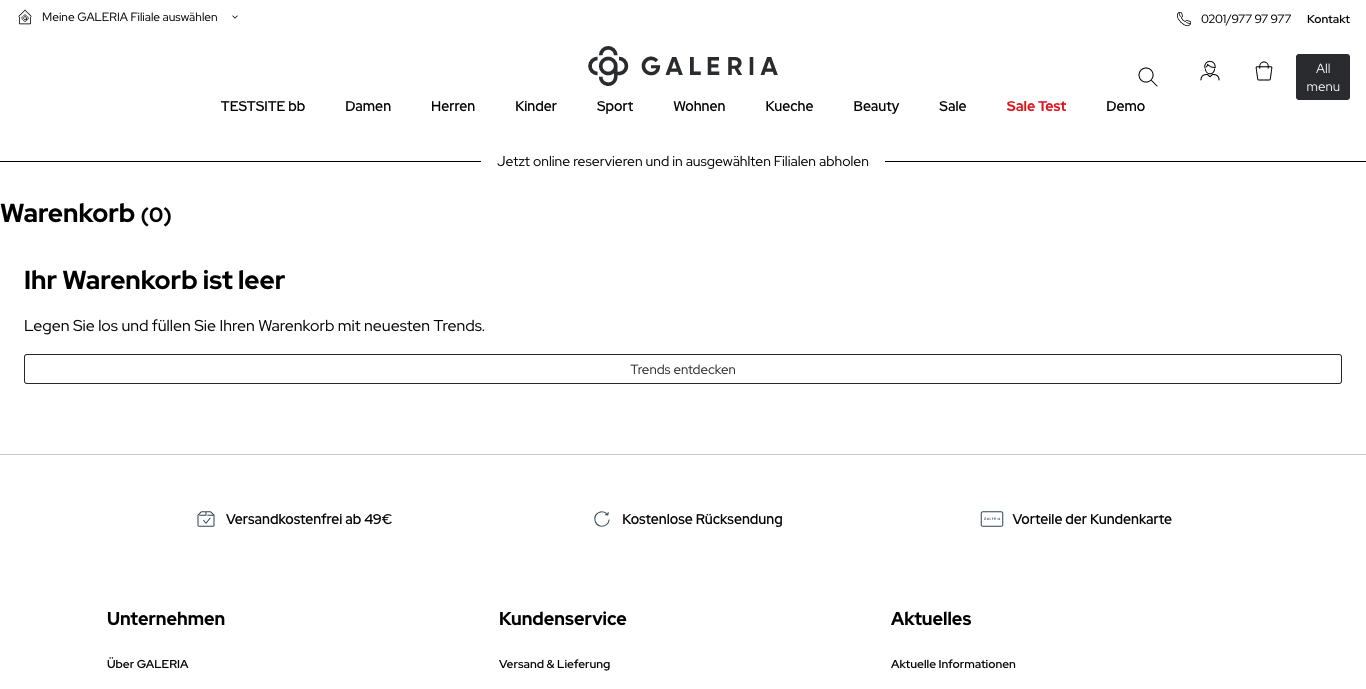 Meine GALERIA Filiale auswählen
0201/977 97 977
Kontakt
GALERIA
All
menu
TESTSITE bb
Damen
Herren
Kinder
Sport
Wohnen
Kueche
Beauty
Sale
Sale Test
Demo
Jetzt online reservieren und in ausgewählten Filialen abholen
Warenkorb (0)
Ihr Warenkorb ist leer
Legen Sie los und füllen Sie Ihren Warenkorb mit neuesten Trends.
Trends entdecken
Versandkostenfrei ab 49€
Kostenlose Rücksendung
Vorteile der Kundenkarte
Unternehmen
Kundenservice
Aktuelles
Über GALERIA
Versand & Lieferung
Aktuelle Informationen